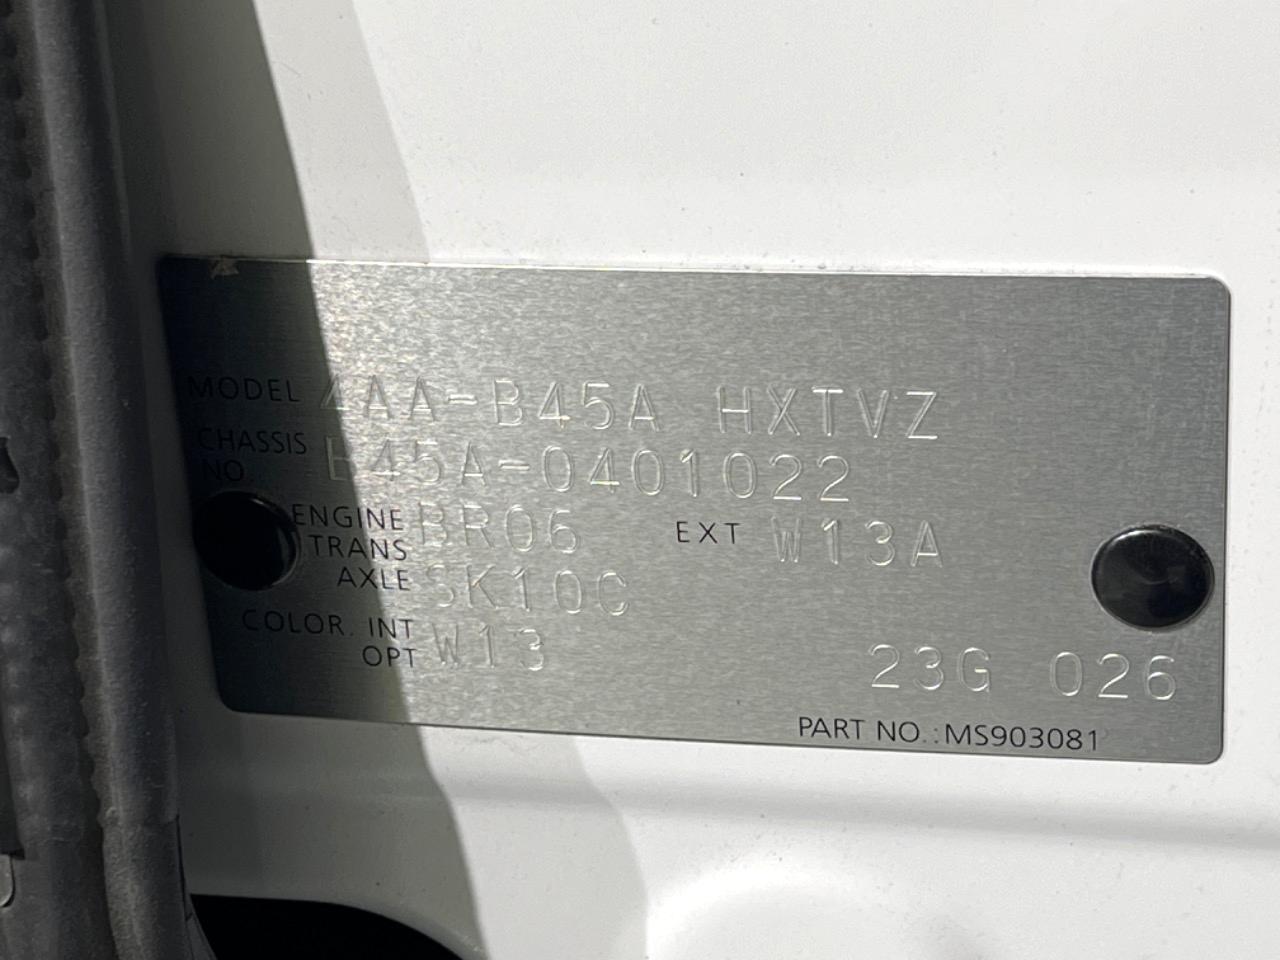 MODEL 4AA-B45A HXTVZ
CHASSIS NO. B45A-0401022
ENGINE BR06 EXT W13A
TRANS AXLE SK10C
COLOR. INT OPT W13
23G 026
PART NO.:MS903081